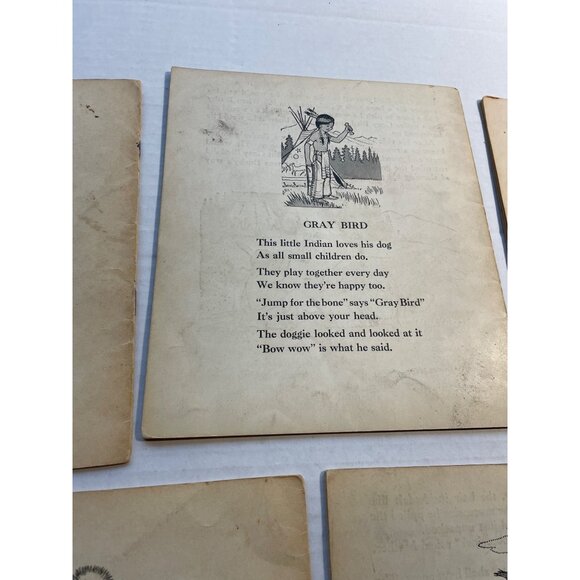 GRAY BIRD
This little Indian loves his dog
As all small children do.
They play together every day
We know they're happy too.
"Jump for the bone" says "Gray Bird"
It's just above your head.
The doggie looked and looked at it
"Bow wow" is what he said.